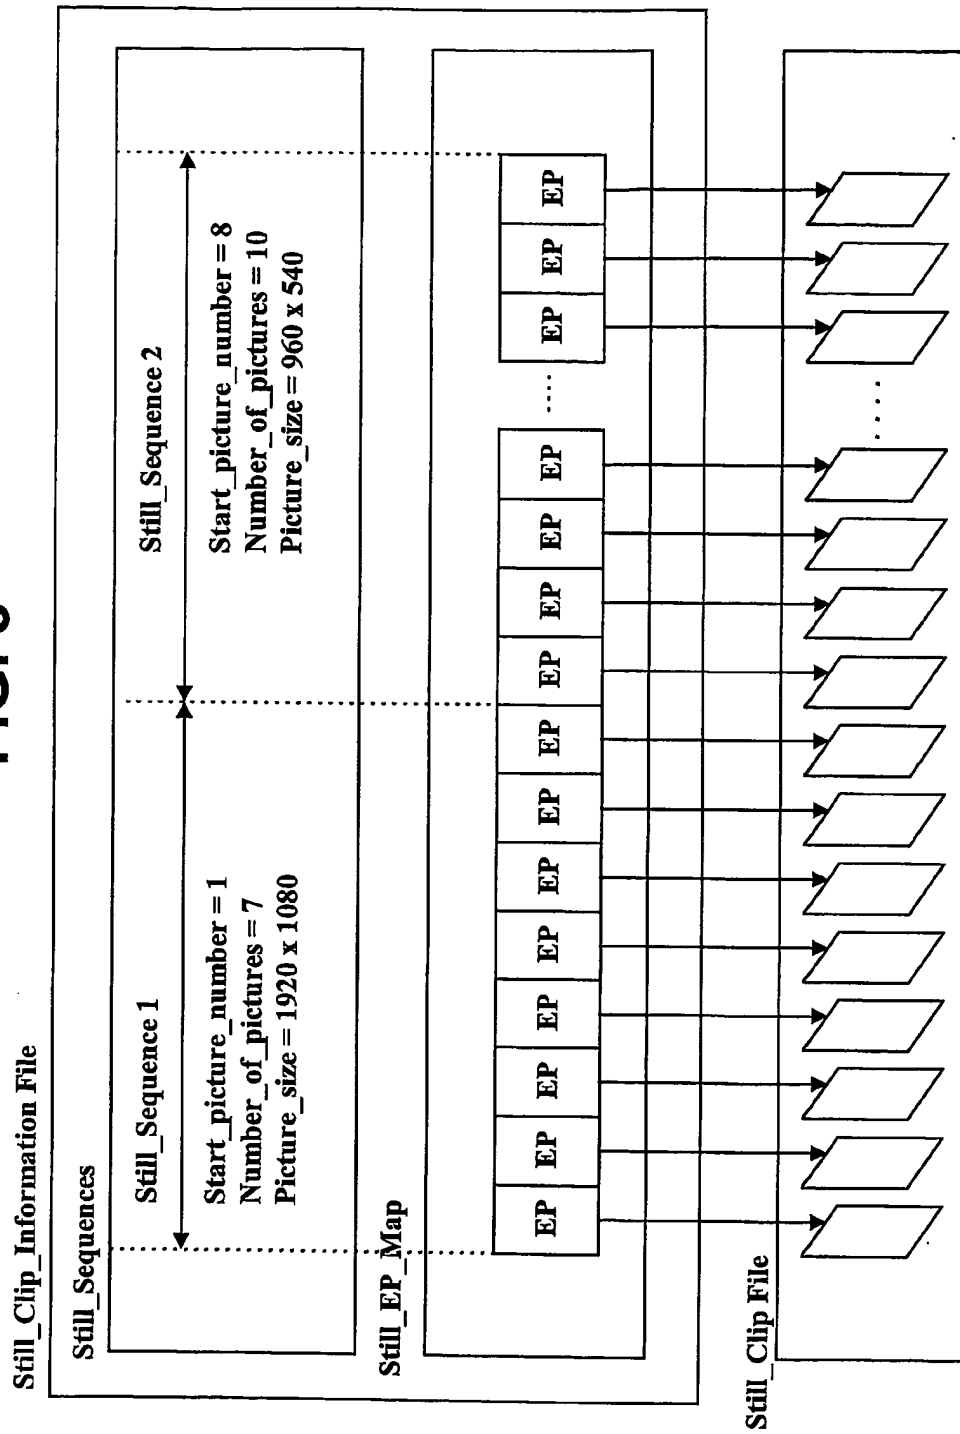 Still_Clip_Information File
Still_Sequences
Still_Sequence 1
Start_picture_number = 1
Number_of_pictures = 7
Picture_size = 1920 x 1080
Still_Sequence 2
Start_picture_number = 8
Number_of_pictures = 10
Picture_size = 960 x 540
Still_EP_Map
EP EP EP EP EP EP EP EP EP EP EP EP ..... EP EP EP
Still_Clip File
.....